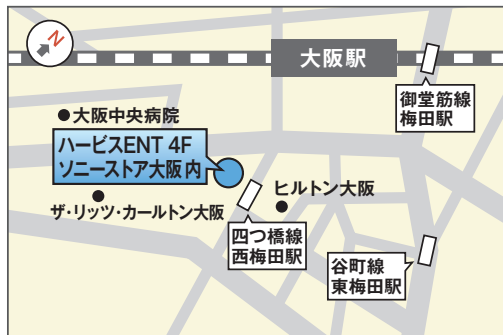 N
大阪駅
御堂筋線
梅田駅
大阪中央病院
ハービスENT 4F
ソニーストア大阪内
ザ・リッツ・カールトン大阪
ヒルトン大阪
四つ橋線
西梅田駅
谷町線
東梅田駅